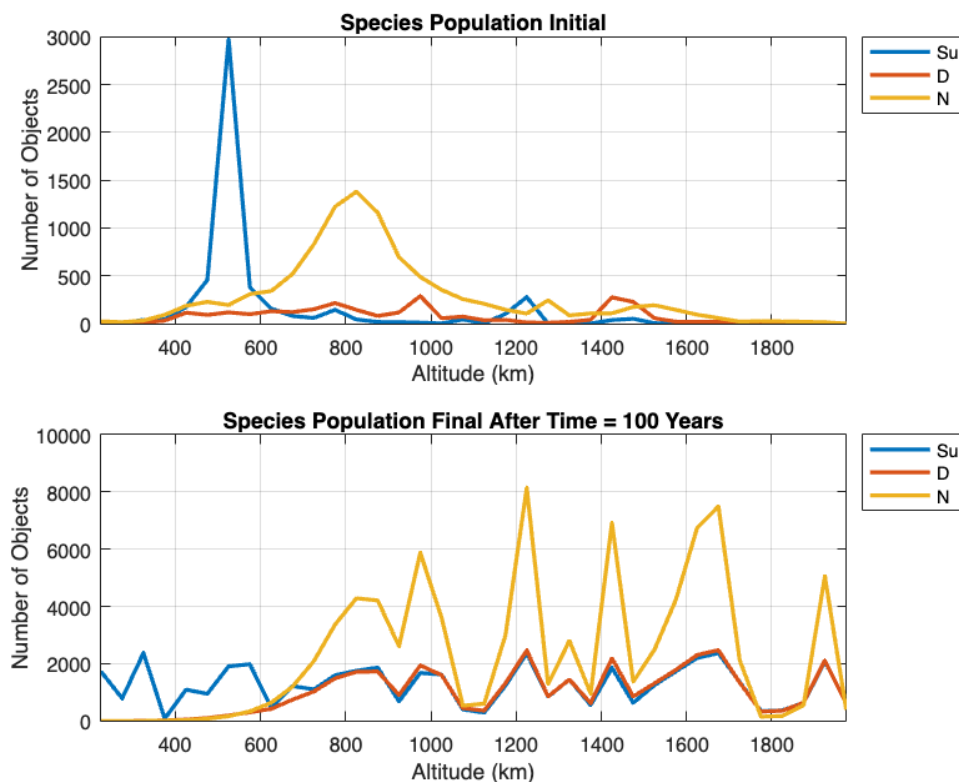 Species Population Initial
3000
2500
2000
1500
1000
500
0
Number of Objects
400 600 800 1000 1200 1400 1600 1800
Altitude (km)
Su
D
N
Species Population Final After Time = 100 Years
10000
8000
6000
4000
2000
0
Number of Objects
400 600 800 1000 1200 1400 1600 1800
Altitude (km)
Su
D
N